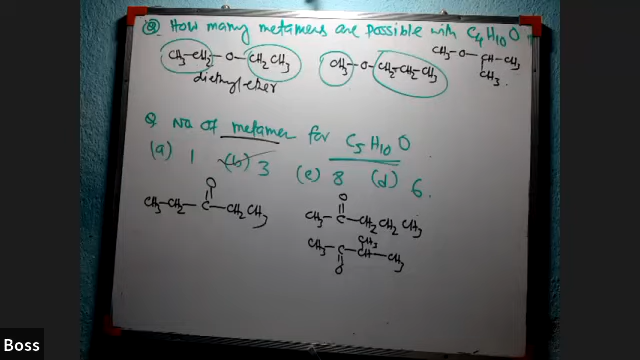 Q. How many metamers are possible with C4H10O
CH3-CH2-O-CH2CH3 CH3-O-CH2-CH2-CH3 CH3-O-CH-CH3
CH3
diethyl ether
Q No of metamer for C5H10O
(a) 1 (b) 3 (c) 8 (d) 6.
O
CH3-CH2-C-CH2CH3
O
CH3-C-CH2CH2CH3
CH3
CH3-C-CH-CH3
O
Boss